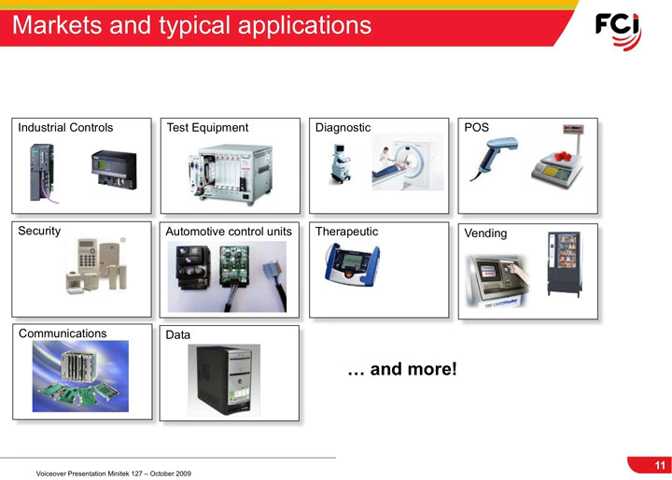 Markets and typical applications
FCi
Industrial Controls
Test Equipment
Diagnostic
POS
Security
Automotive control units
Therapeutic
Vending
Communications
Data
… and more!
Voiceover Presentation Minitek 127 – October 2009
11